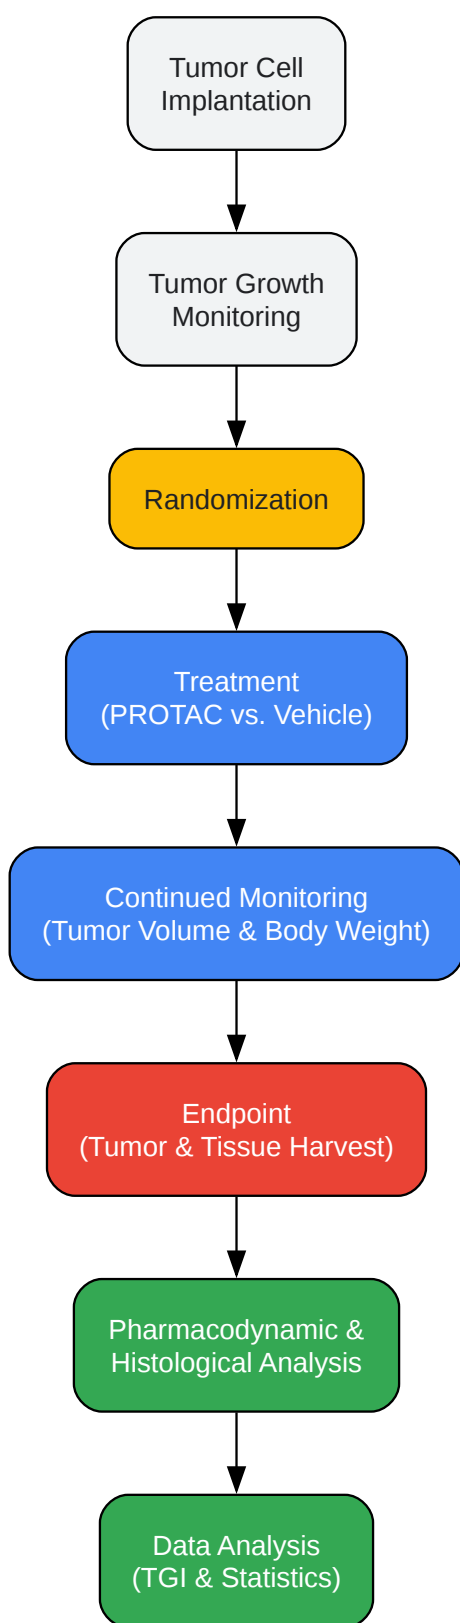 Tumor Cell
Implantation
Tumor Growth
Monitoring
Randomization
Treatment
(PROTAC vs. Vehicle)
Continued Monitoring
(Tumor Volume & Body Weight)
Endpoint
(Tumor & Tissue Harvest)
Pharmacodynamic &
Histological Analysis
Data Analysis
(TGI & Statistics)